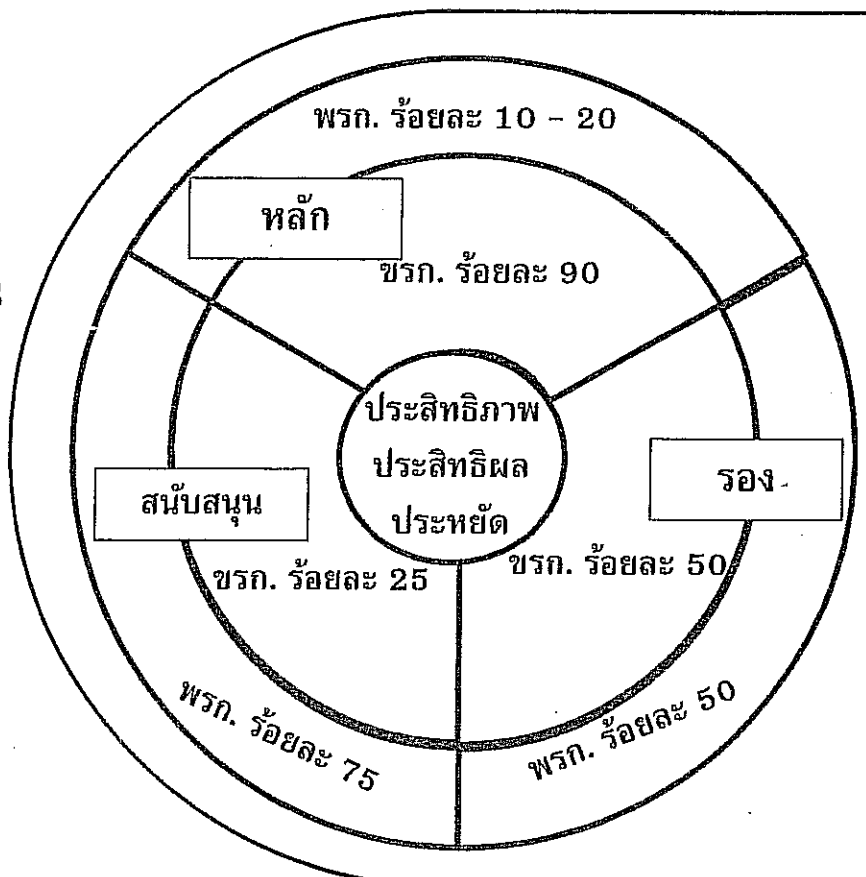 พรก. ร้อยละ 10 - 20
หลัก
ขรก. ร้อยละ 90
ประสิทธิภาพ
ประสิทธิผล
ประหยัด
สนับสนุน
รอง
ขรก. ร้อยละ 25
ขรก. ร้อยละ 50
พรก. ร้อยละ 75
พรก. ร้อยละ 50